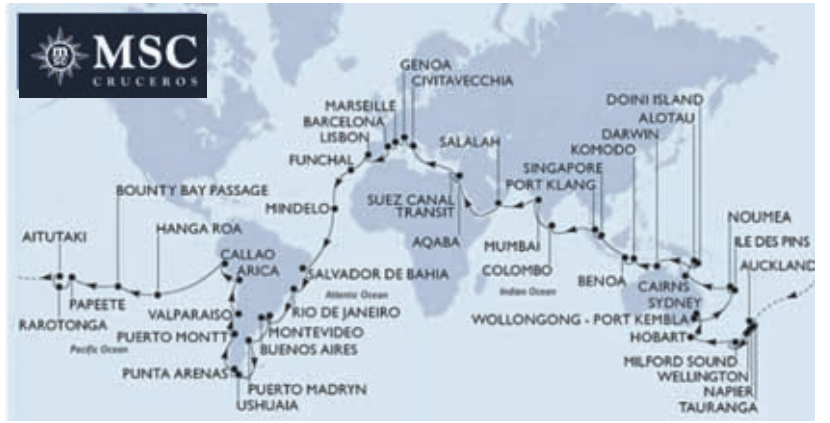 MSC
CRUCEROS
GENOA
CIVITAVECCHIA
MARSEILLE
BARCELONA
LISBON
FUNCHAL
MINDELO
SALALAH
SUEZ CANAL
TRANSIT
AQABA
SINGAPORE
PORT KLANG
MUMBAI
COLOMBO
DOINI ISLAND
ALOTAU
DARWIN
KOMODO
BENOA
NOUMEA
ILE DES PINS
AUCKLAND
CAIRNS
SYDNEY
WOLLONGONG - PORT KEMBLA
HOBART
MILFORD SOUND
WELLINGTON
NAPIER
TAURANGA
BOUNTY BAY PASSAGE
HANGA ROA
AITUTAKI
PAPEETE
RAROTONGA
CALLAO
ARICA
VALPARAISO
PUERTO MONTT
PUNTA ARENAS
Pacific Ocean
SALVADOR DE BAHIA
Atlantic Ocean
RIO DE JANEIRO
MONTEVIDEO
BUENOS AIRES
PUERTO MADRYN
USHUAIA
Indian Ocean